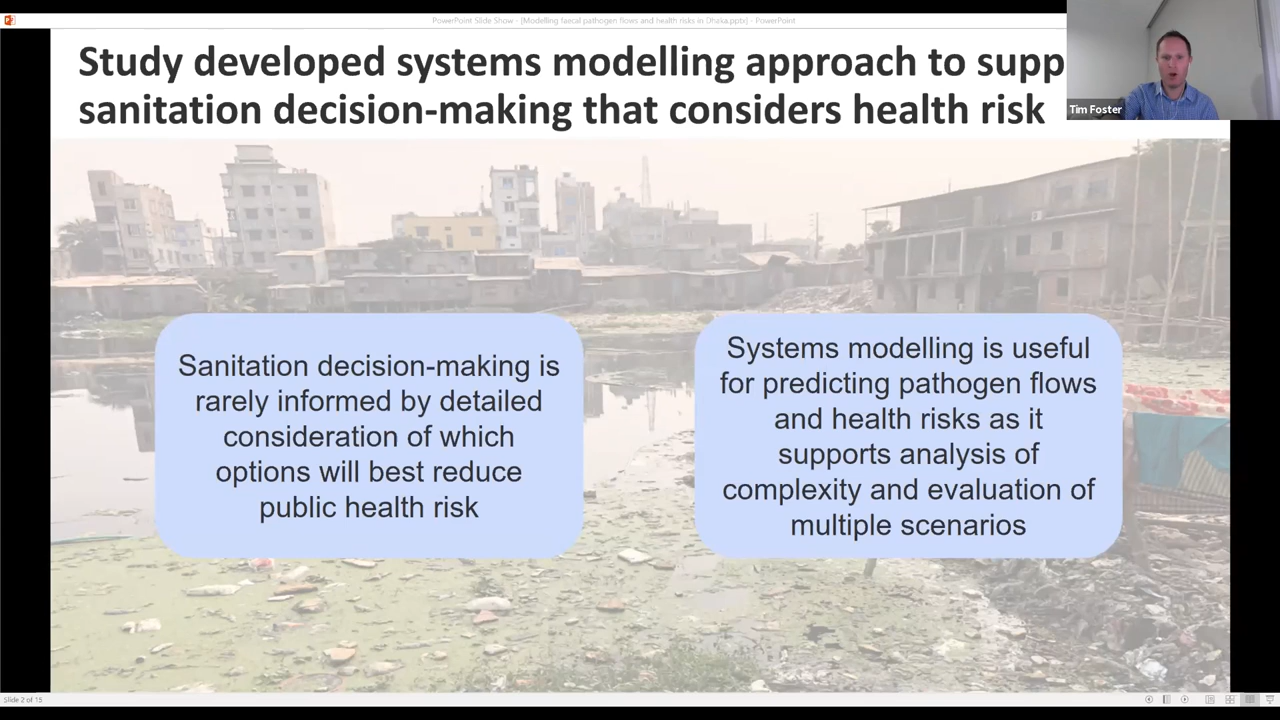 PowerPoint Slide Show - [Modelling faecal pathogen flows and health risks in Dhaka.pptx] - PowerPoint
Study developed systems modelling approach to supp
sanitation decision-making that considers health risk
Tim Foster
Sanitation decision-making is
rarely informed by detailed
consideration of which
options will best reduce
public health risk
Systems modelling is useful
for predicting pathogen flows
and health risks as it
supports analysis of
complexity and evaluation of
multiple scenarios
Slide 2 of 15